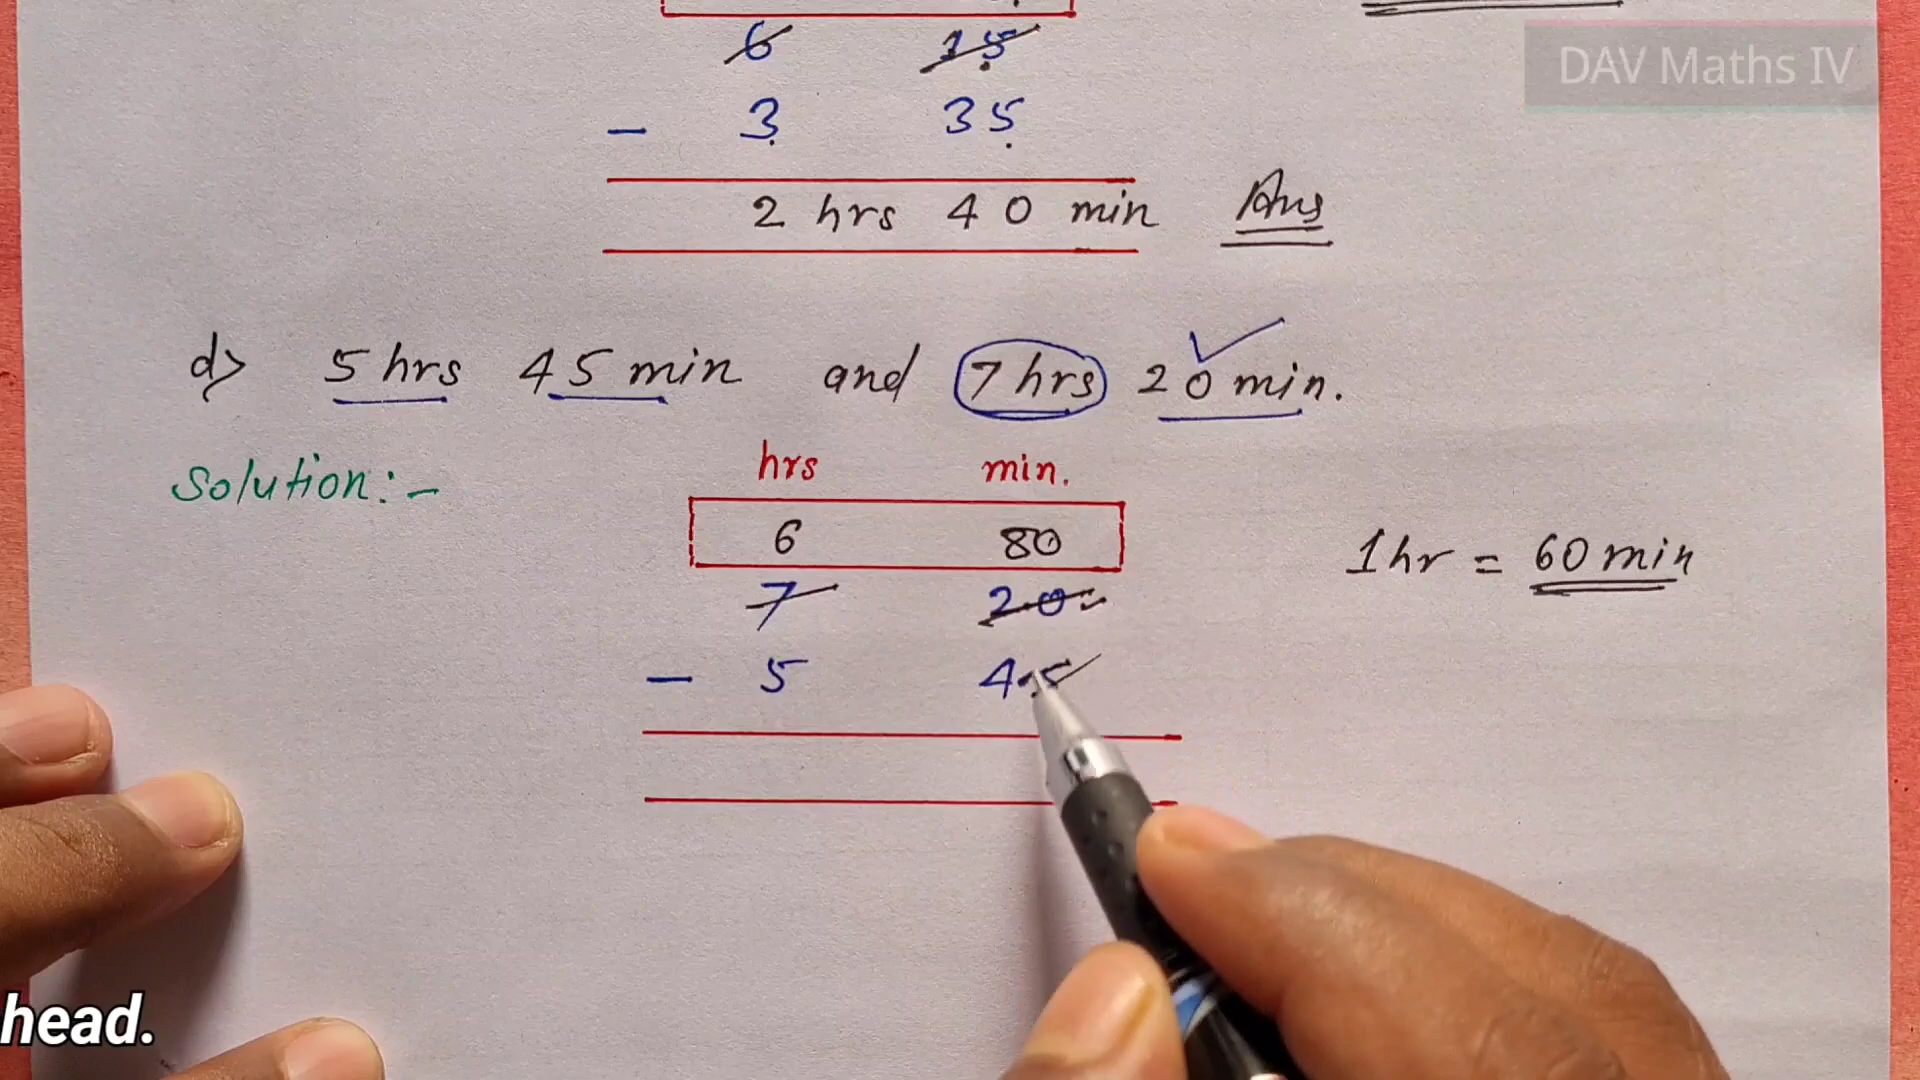 6 15
DAV Maths IV
- 3 35
2 hrs 40 min Ans
d> 5 hrs 45 min and 7 hrs 20 min.
Solution:-
hrs min.
6 80
1 hr = 60 min
7 20
- 5 45
head.